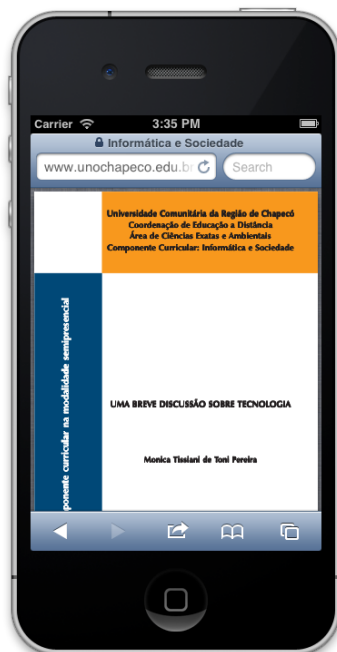 Carrier 3:35 PM
Informática e Sociedade
www.unochapeco.edu.br Search
Universidade Comunitária da Região de Chapecó
Coordenação de Educação a Distância
Área de Ciências Exatas e Ambientais
Componente Curricular: Informática e Sociedade
ponente curricular na modalidade semipresencial
UMA BREVE DISCUSSÃO SOBRE TECNOLOGIA
Monica Tissiani de Toni Pereira